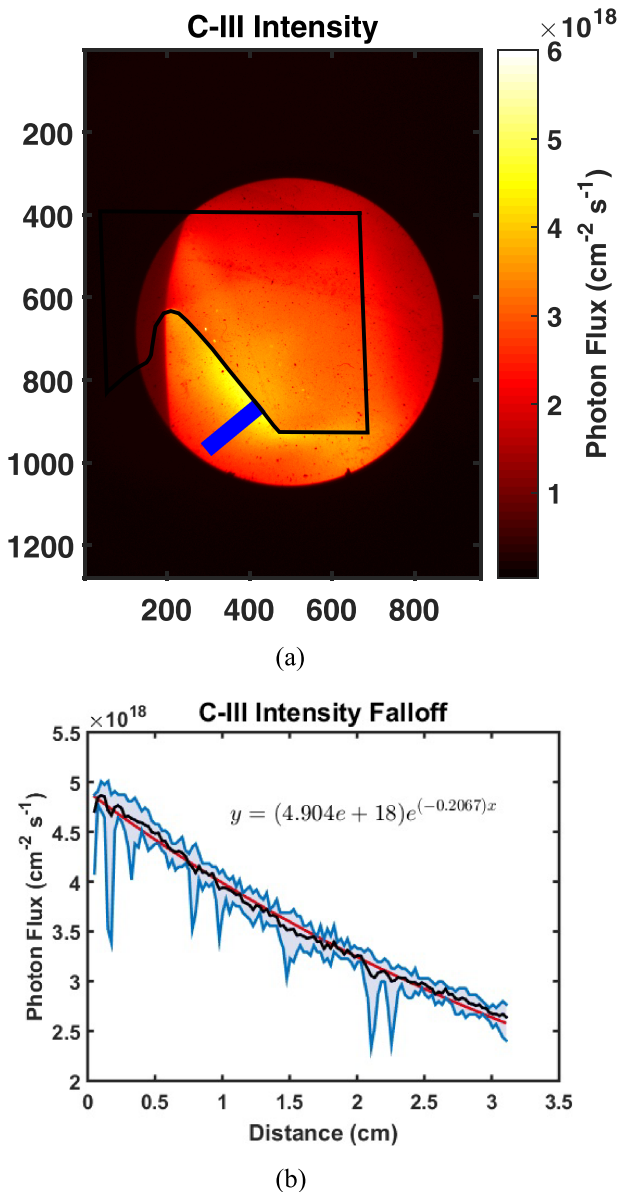 C-III Intensity
×10^18
6
5
4
3
2
1
Photon Flux (cm^-2 s^-1)
200
400
600
800
1000
1200
200 400 600 800
(a)
C-III Intensity Falloff
×10^18
5.5
5
4.5
4
3.5
3
2.5
2
Photon Flux (cm^-2 s^-1)
y = (4.904e + 18)e^(−0.2067)x
0 0.5 1 1.5 2 2.5 3 3.5
Distance (cm)
(b)